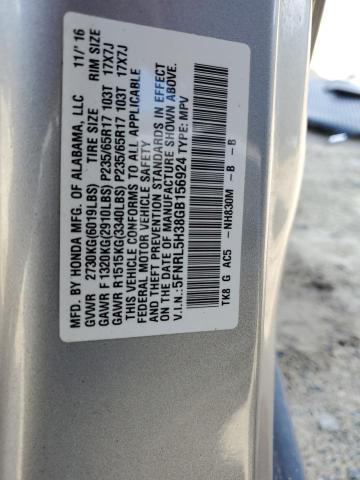 MFD. BY HONDA MFG. OF ALABAMA, LLC 11/ 16
GVWR 2730KG(6019LBS) TIRE SIZE RIM SIZE
GAWR F 1320KG(2910LBS) P235/65R17 103T 17X7J
GAWR R 1515KG(3340LBS) P235/65R17 103T 17X7J
THIS VEHICLE CONFORMS TO ALL APPLICABLE
FEDERAL MOTOR VEHICLE SAFETY
AND THEFT PREVENTION STANDARDS IN EFFECT
ON THE DATE OF MANUFACTURE SHOWN ABOVE.
V.I.N.: 5FNRL5H38GB156924 TYPE: MPV
TK8 G AC5 -NH830M -B -B